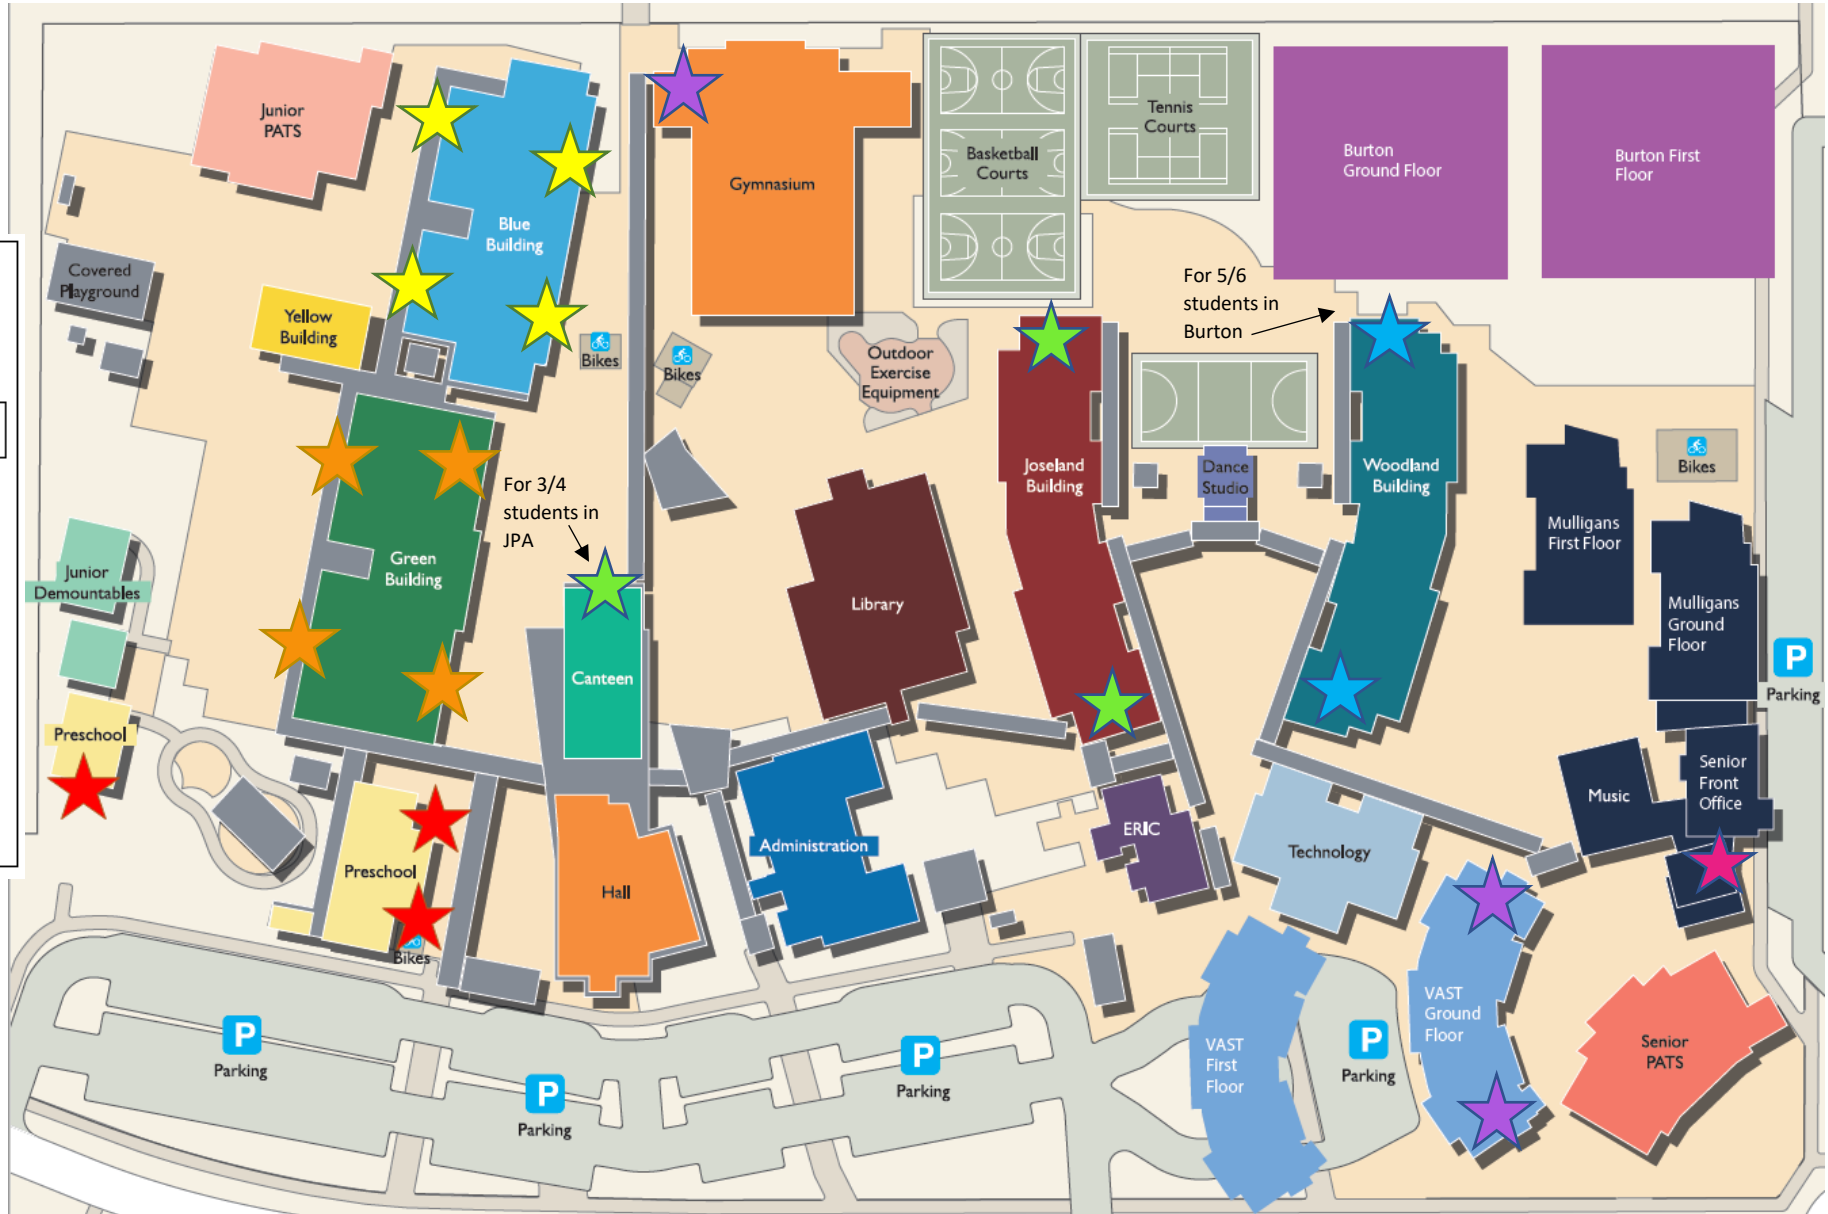 Junior
PATS
Blue
Building
Gymnasium
Basketball
Courts
Tennis
Courts
Burton
Ground Floor
Burton First
Floor
Covered
Playground
Yellow
Building
Bikes
Bikes
Outdoor
Exercise
Equipment
For 5/6
students in
Burton
Joseland
Building
Dance
Studio
Woodland
Building
Bikes
Mulligans
First Floor
For 3/4
students in
JPA
Green
Building
Junior
Demountables
Library
Mulligans
Ground
Floor
P
Parking
Canteen
Preschool
Senior
Front
Office
Music
ERIC
Administration
Technology
Preschool
Hall
Bikes
VAST
Ground
Floor
VAST
First
Floor
Senior
PATS
P
Parking
P
Parking
P
Parking
P
Parking